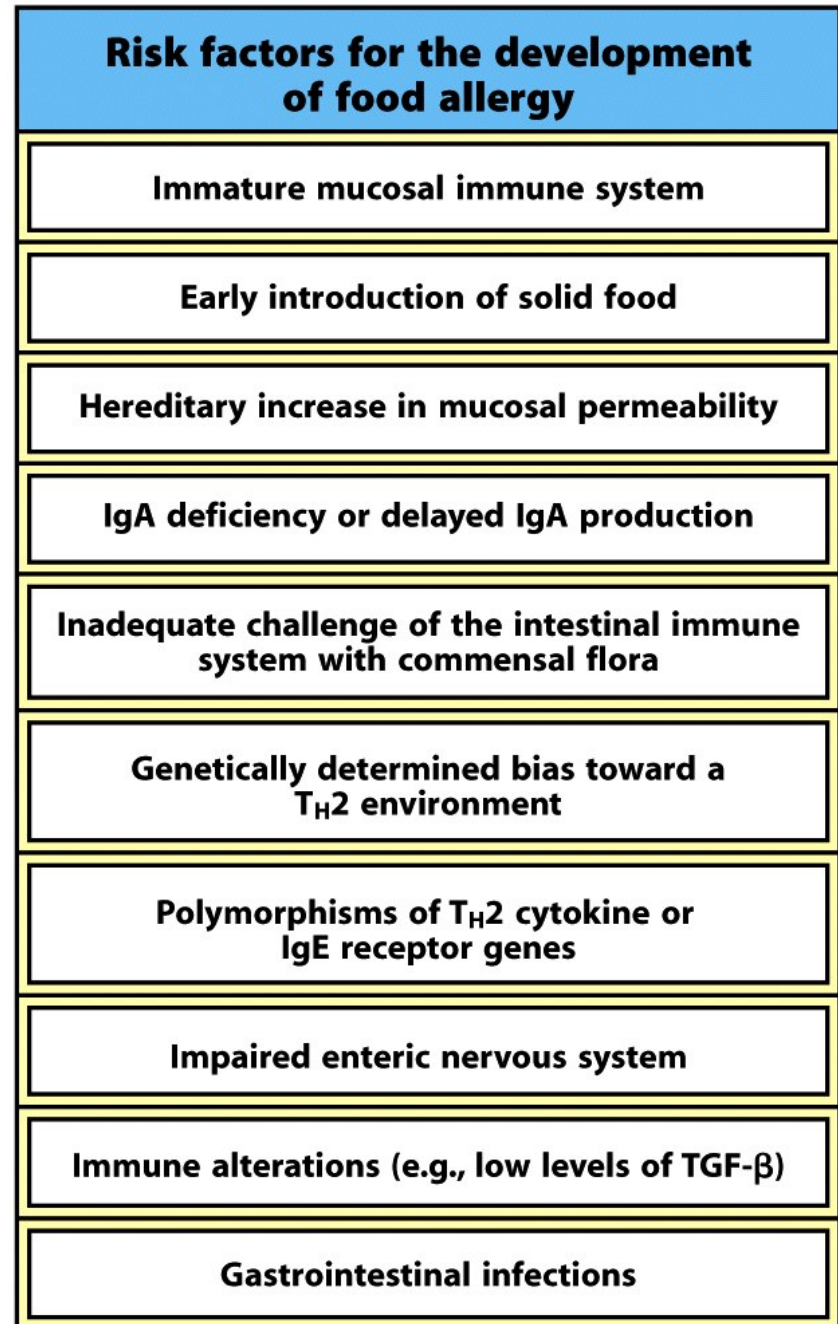 Risk factors for the development
of food allergy
Immature mucosal immune system
Early introduction of solid food
Hereditary increase in mucosal permeability
IgA deficiency or delayed IgA production
Inadequate challenge of the intestinal immune
system with commensal flora
Genetically determined bias toward a
TH2 environment
Polymorphisms of TH2 cytokine or
IgE receptor genes
Impaired enteric nervous system
Immune alterations (e.g., low levels of TGF-β)
Gastrointestinal infections